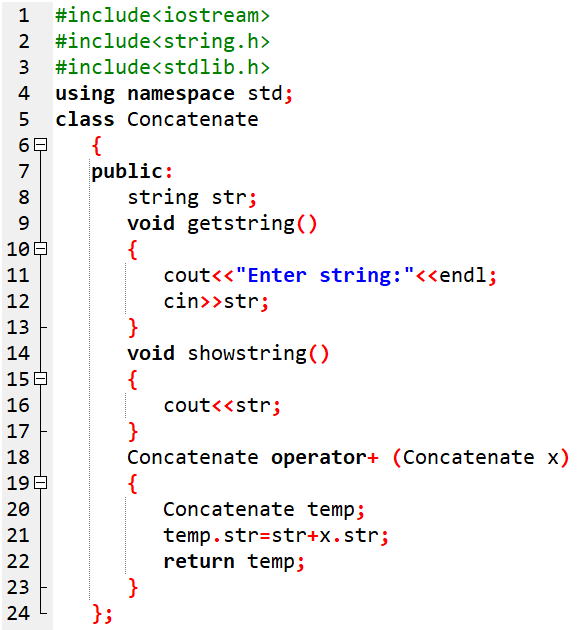 1 #include<iostream>
2 #include<string.h>
3 #include<stdlib.h>
4 using namespace std;
5 class Concatenate
6 {
7 public:
8 string str;
9 void getstring()
10 {
11 cout<<"Enter string:"<<endl;
12 cin>>str;
13 }
14 void showstring()
15 {
16 cout<<str;
17 }
18 Concatenate operator+ (Concatenate x)
19 {
20 Concatenate temp;
21 temp.str=str+x.str;
22 return temp;
23 }
24 };